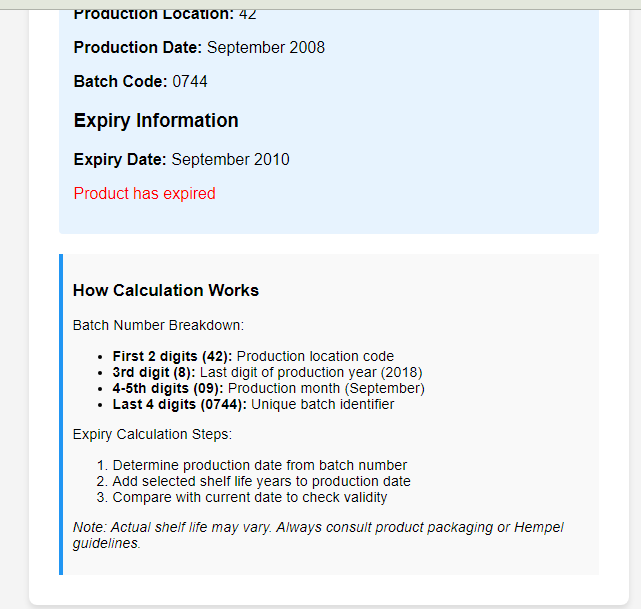 Production Location: 42
Production Date: September 2008
Batch Code: 0744
Expiry Information
Expiry Date: September 2010
Product has expired
How Calculation Works
Batch Number Breakdown:
• First 2 digits (42): Production location code
• 3rd digit (8): Last digit of production year (2018)
• 4-5th digits (09): Production month (September)
• Last 4 digits (0744): Unique batch identifier
Expiry Calculation Steps:
1. Determine production date from batch number
2. Add selected shelf life years to production date
3. Compare with current date to check validity
Note: Actual shelf life may vary. Always consult product packaging or Hempel
guidelines.